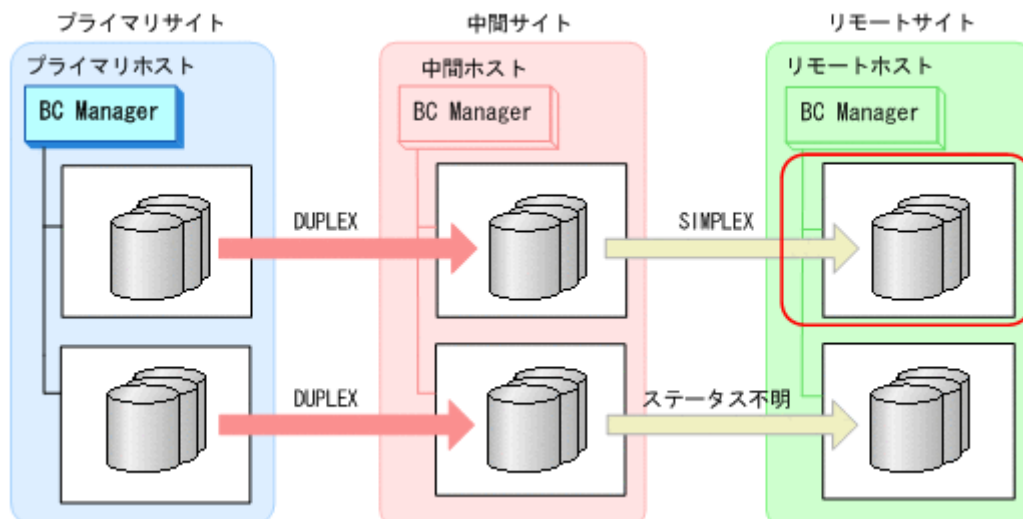 プライマリサイト
中間サイト
リモートサイト
プライマリホスト
中間ホスト
リモートホスト
BC Manager
BC Manager
BC Manager
DUPLEX
SIMPLEX
DUPLEX
ステータス不明